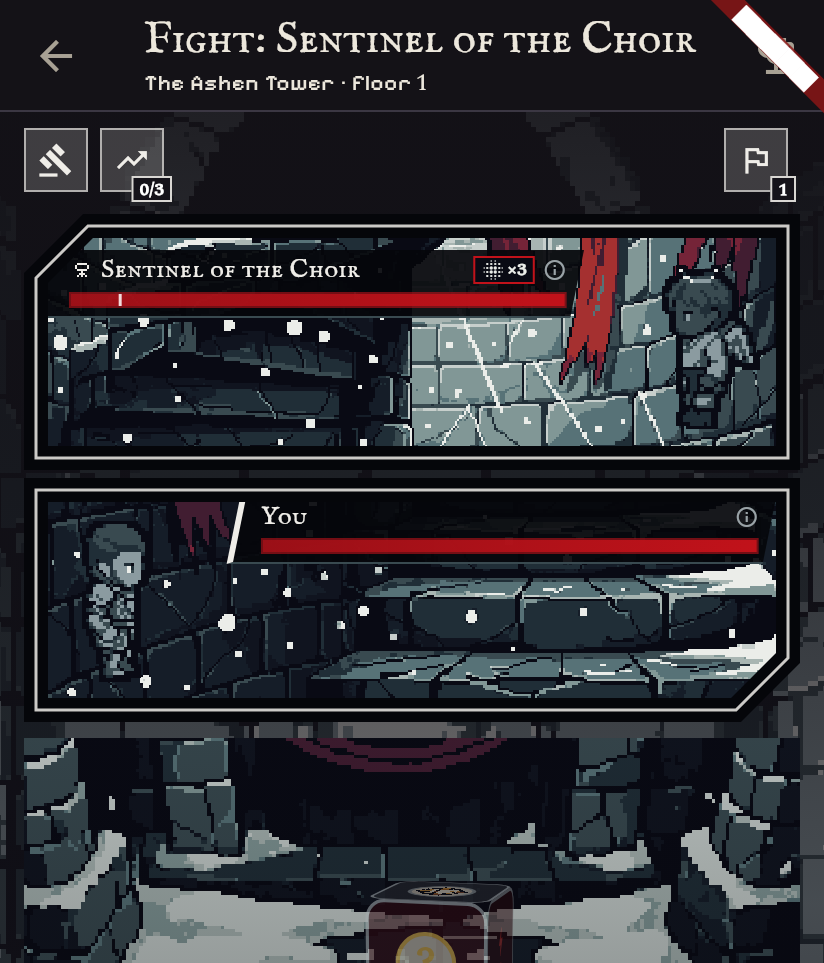 Fight: Sentinel of the Choir
The Ashen Tower · Floor 1
0/3
1
Sentinel of the Choir
×3
You
?